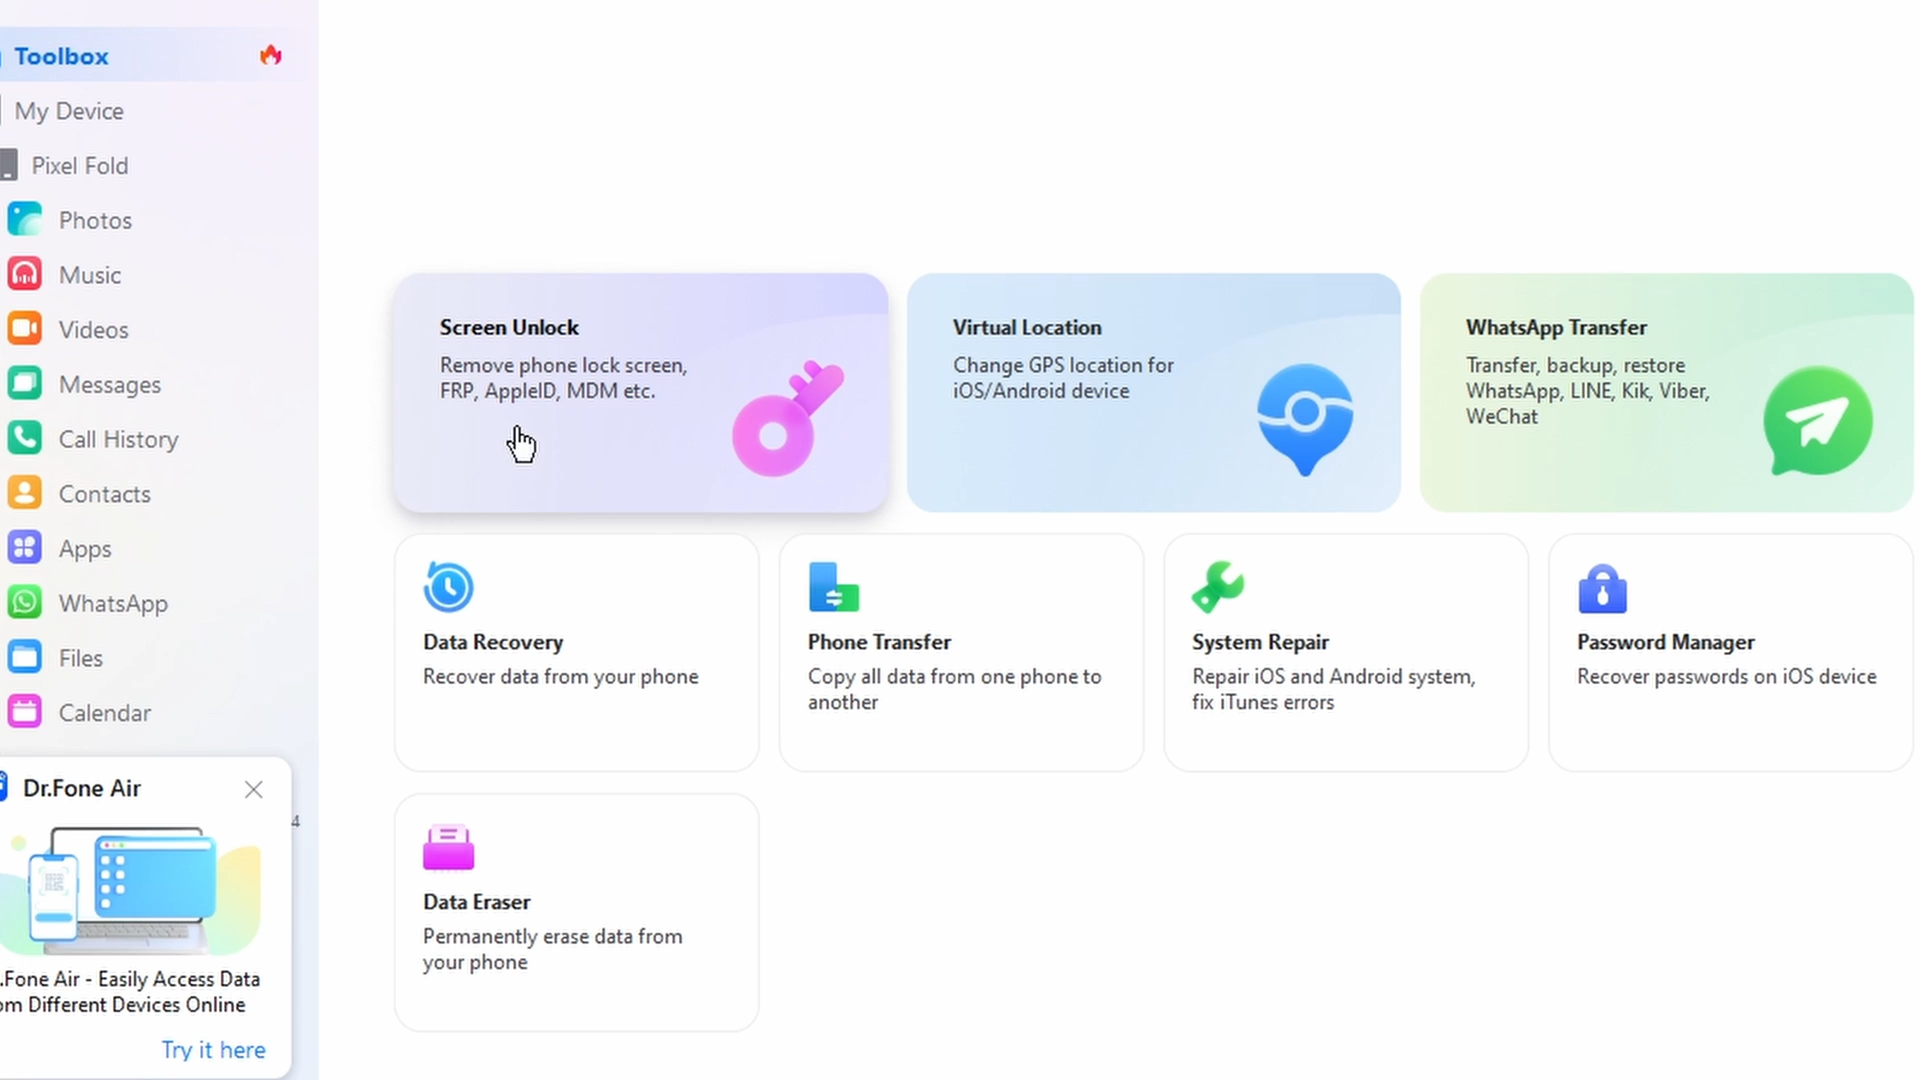 Toolbox
My Device
Pixel Fold
Photos
Music
Videos
Messages
Call History
Contacts
Apps
WhatsApp
Files
Calendar
Dr.Fone Air
4
.Fone Air - Easily Access Data
om Different Devices Online
Try it here
Screen Unlock
Remove phone lock screen,
FRP, AppleID, MDM etc.
Virtual Location
Change GPS location for
iOS/Android device
WhatsApp Transfer
Transfer, backup, restore
WhatsApp, LINE, Kik, Viber,
WeChat
Data Recovery
Recover data from your phone
Phone Transfer
Copy all data from one phone to
another
System Repair
Repair iOS and Android system,
fix iTunes errors
Password Manager
Recover passwords on iOS device
Data Eraser
Permanently erase data from
your phone